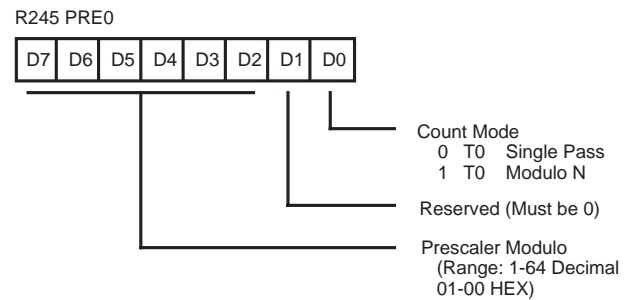 R245 PRE0
D7 D6 D5 D4 D3 D2 D1 D0
Count Mode
0 T0 Single Pass
1 T0 Modulo N
Reserved (Must be 0)
Prescaler Modulo
(Range: 1-64 Decimal
01-00 HEX)